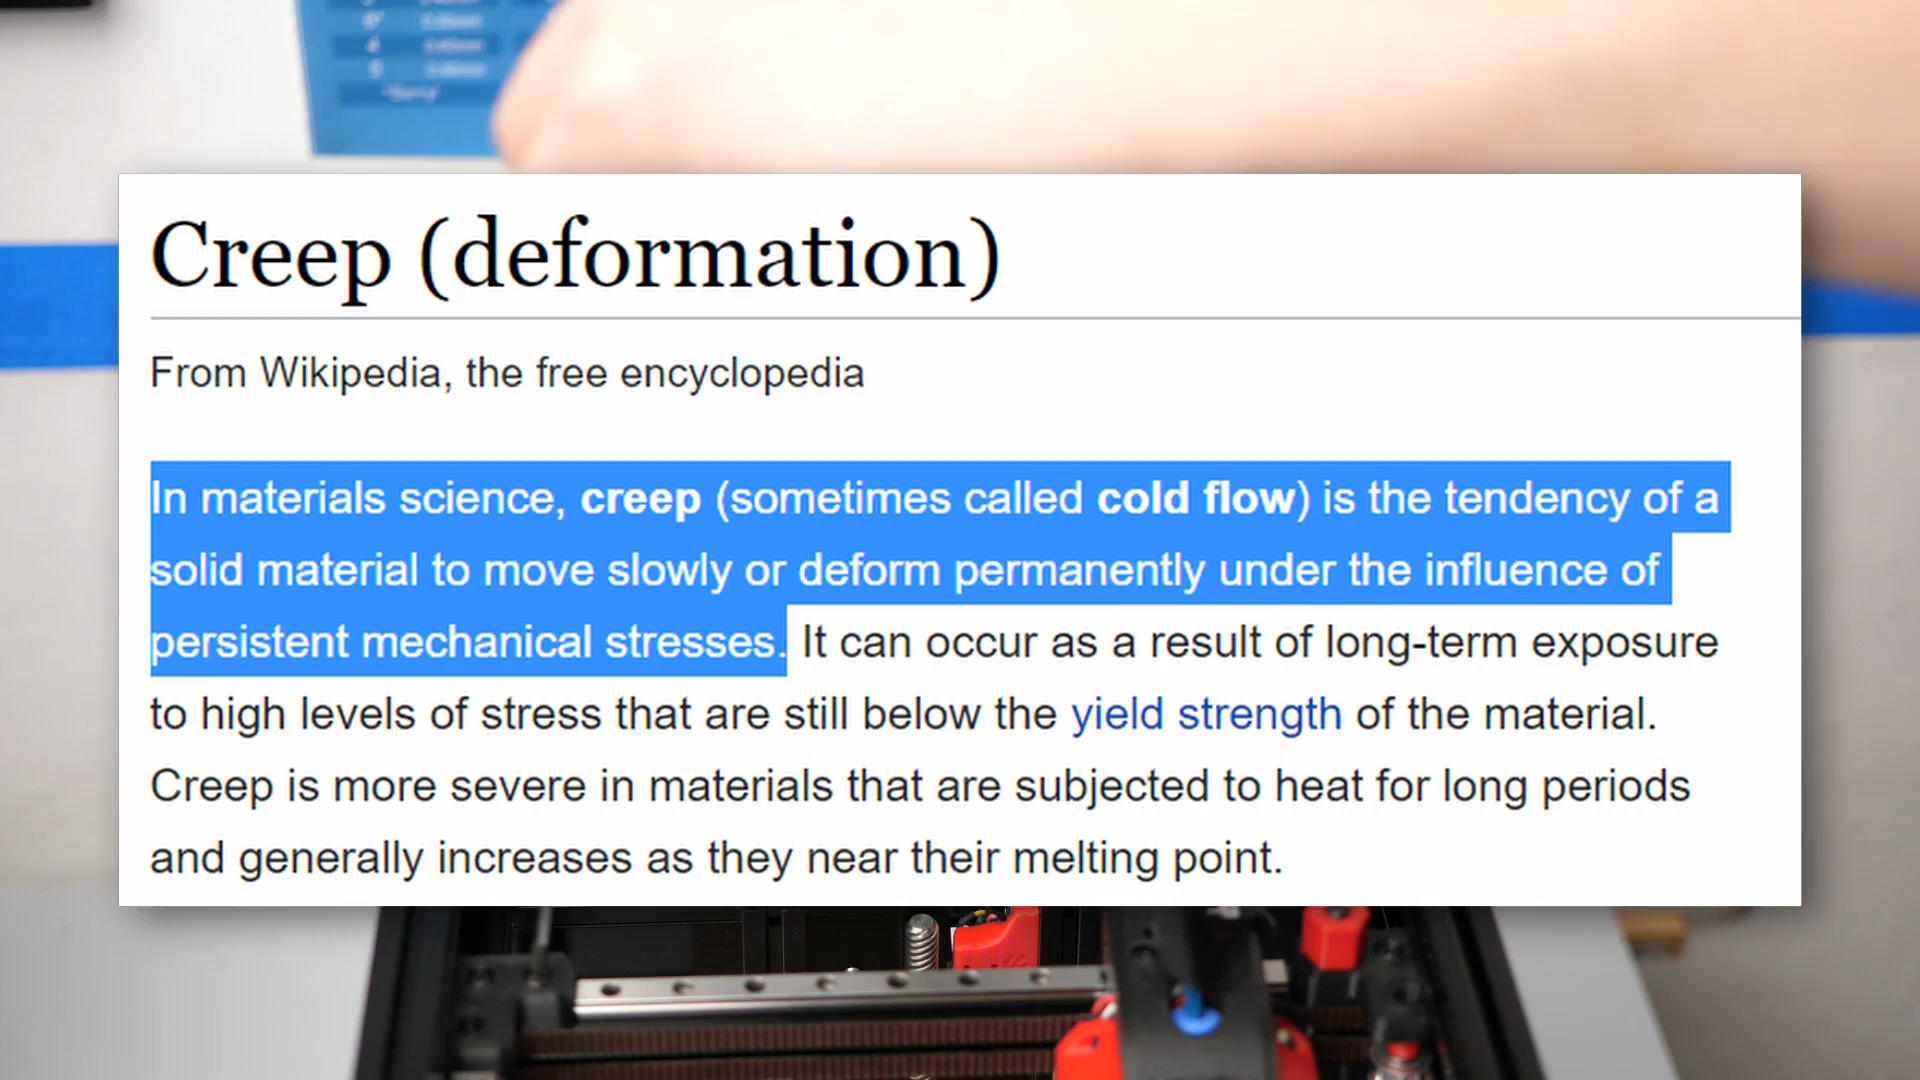 Creep (deformation)
From Wikipedia, the free encyclopedia
In materials science, creep (sometimes called cold flow) is the tendency of a
solid material to move slowly or deform permanently under the influence of
persistent mechanical stresses. It can occur as a result of long-term exposure
to high levels of stress that are still below the yield strength of the material.
Creep is more severe in materials that are subjected to heat for long periods
and generally increases as they near their melting point.